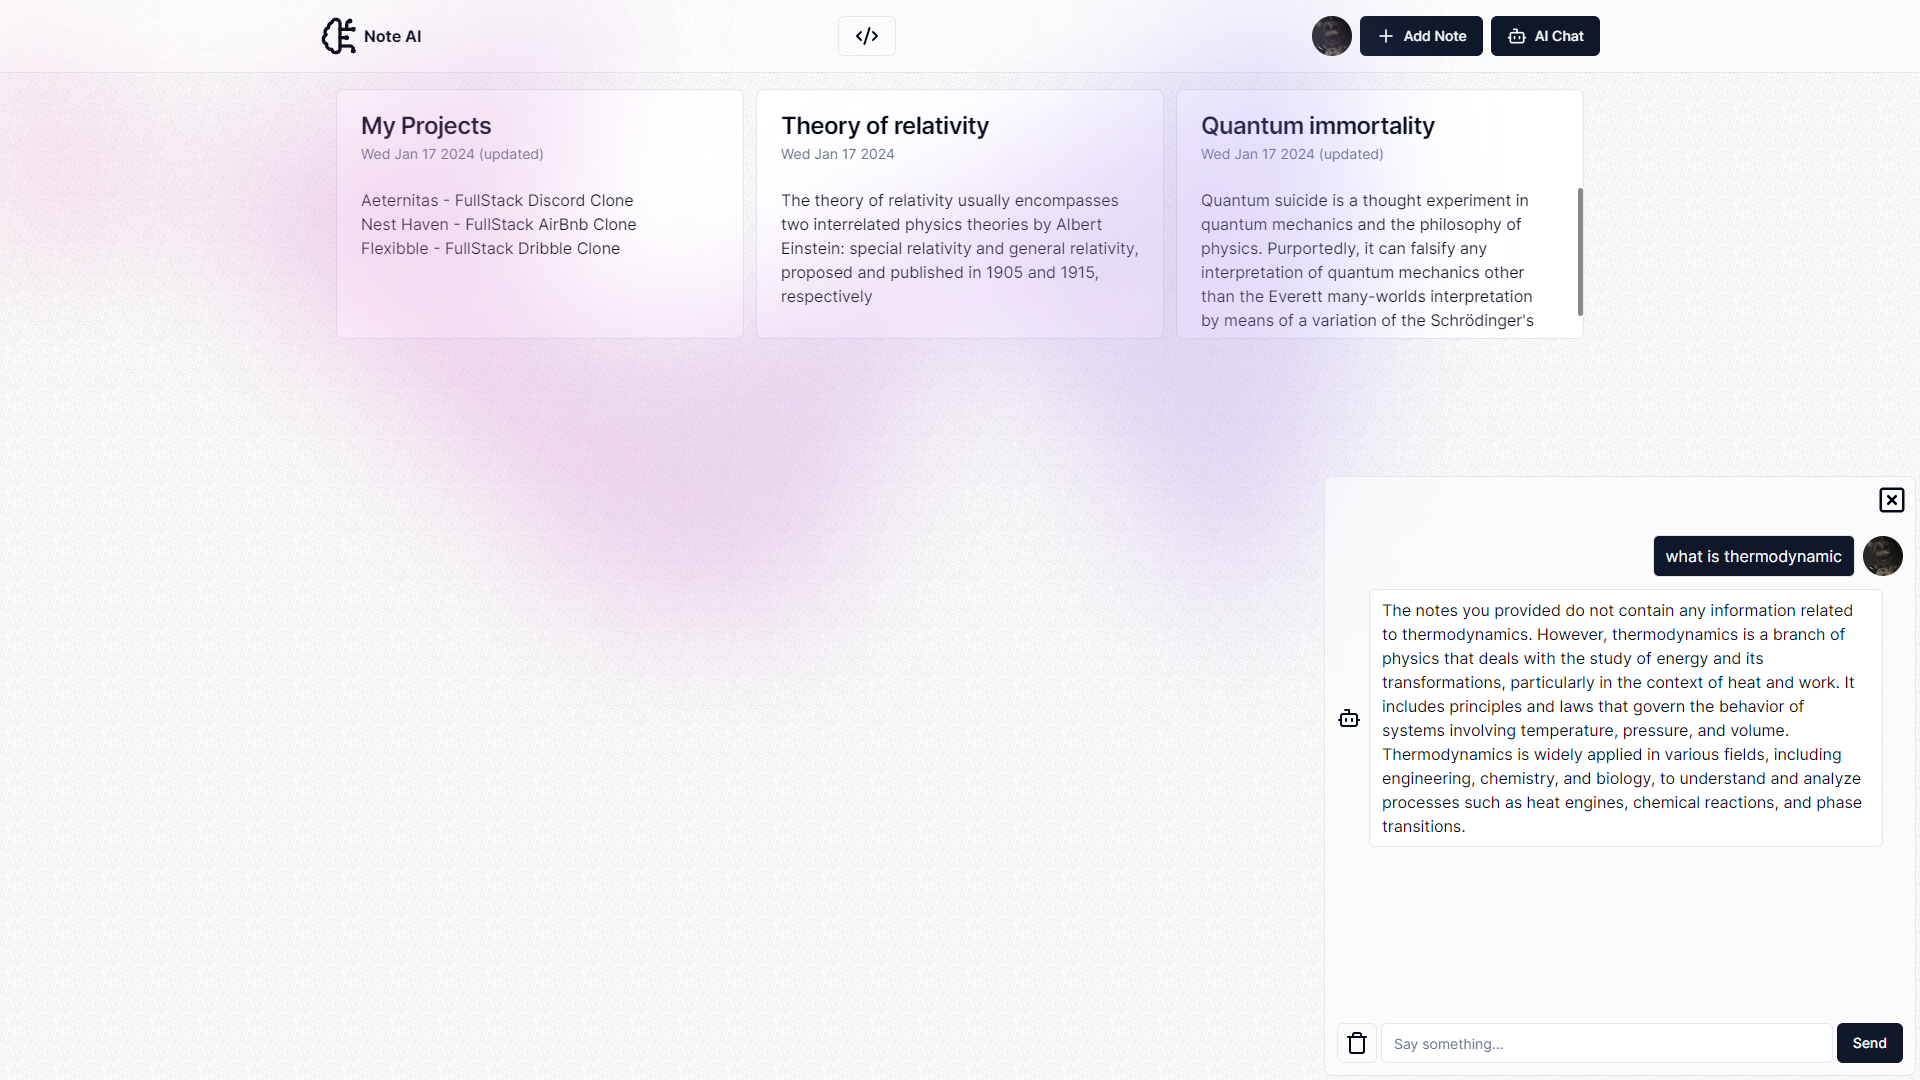 Note AI
</>
Add Note
AI Chat
My Projects
Wed Jan 17 2024 (updated)
Aeternitas - FullStack Discord Clone
Nest Haven - FullStack AirBnb Clone
Flexibble - FullStack Dribble Clone
Theory of relativity
Wed Jan 17 2024
The theory of relativity usually encompasses
two interrelated physics theories by Albert
Einstein: special relativity and general relativity,
proposed and published in 1905 and 1915,
respectively
Quantum immortality
Wed Jan 17 2024 (updated)
Quantum suicide is a thought experiment in
quantum mechanics and the philosophy of
physics. Purportedly, it can falsify any
interpretation of quantum mechanics other
than the Everett many-worlds interpretation
by means of a variation of the Schrödinger's
what is thermodynamic
The notes you provided do not contain any information related
to thermodynamics. However, thermodynamics is a branch of
physics that deals with the study of energy and its
transformations, particularly in the context of heat and work. It
includes principles and laws that govern the behavior of
systems involving temperature, pressure, and volume.
Thermodynamics is widely applied in various fields, including
engineering, chemistry, and biology, to understand and analyze
processes such as heat engines, chemical reactions, and phase
transitions.
Say something...
Send